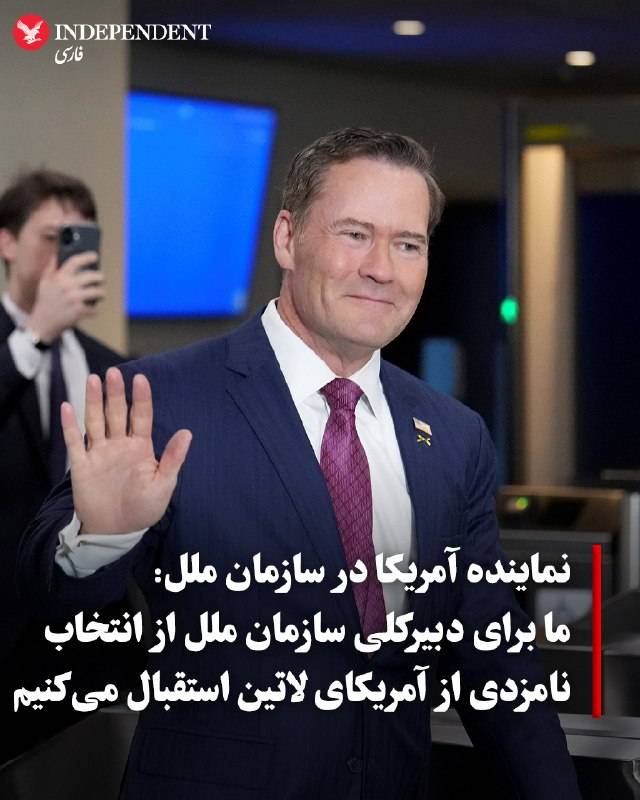 INDEPENDENT
فارسی
نماینده آمریکا در سازمان ملل:
ما برای دبیرکلی سازمان ملل از انتخاب
نامزدی از آمریکای لاتین استقبال می‌کنیم